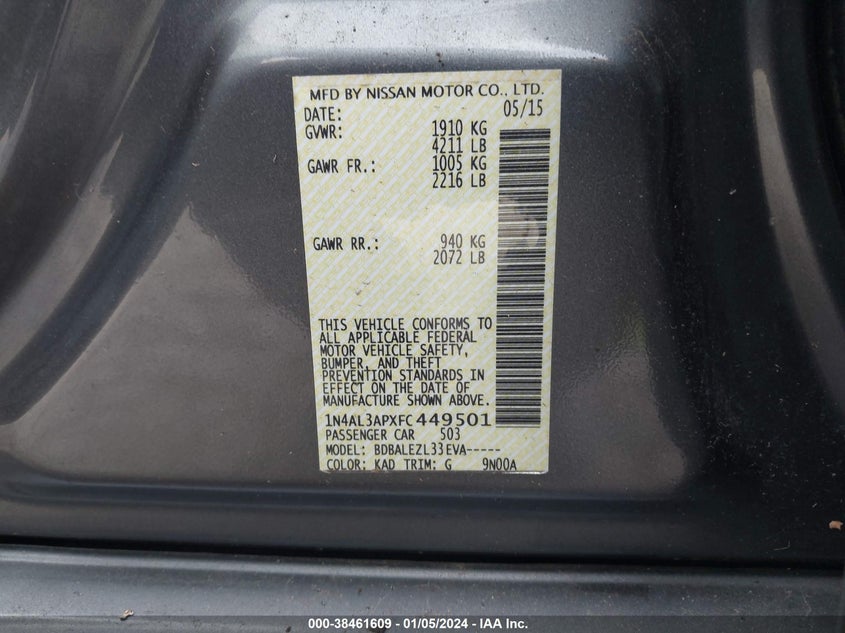 MFD BY NISSAN MOTOR CO., LTD.
DATE: 05/15
GVWR: 1910 KG
4211 LB
GAWR FR.: 1005 KG
2216 LB
GAWR RR.: 940 KG
2072 LB
THIS VEHICLE CONFORMS TO
ALL APPLICABLE FEDERAL
MOTOR VEHICLE SAFETY,
BUMPER, AND THEFT
PREVENTION STANDARDS IN
EFFECT ON THE DATE OF
MANUFACTURE SHOWN ABOVE.
1N4AL3APXFC449501
PASSENGER CAR 503
MODEL: BDBALEZL33EVA-----
COLOR: KAD TRIM: G 9N00A
000-38461609 - 01/05/2024 - IAA Inc.